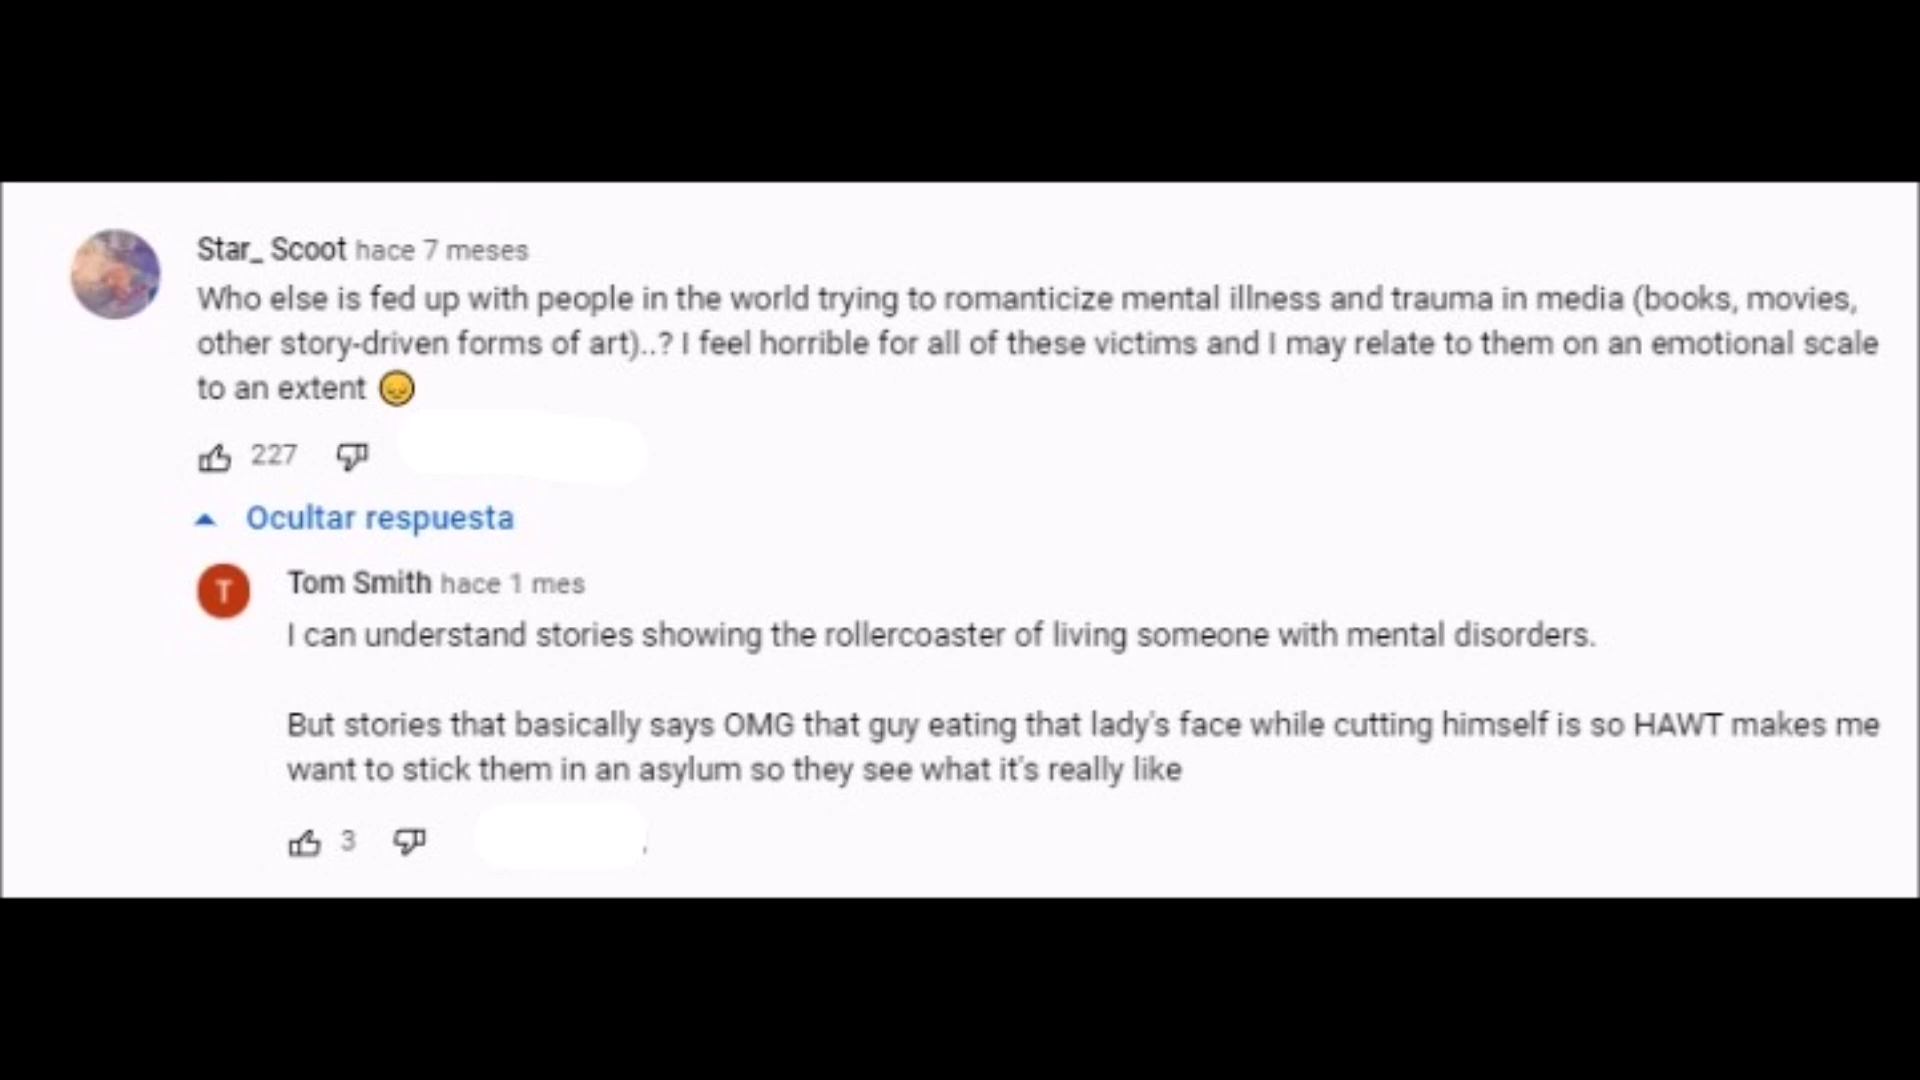 Star_ Scoot hace 7 meses
Who else is fed up with people in the world trying to romanticize mental illness and trauma in media (books, movies,
other story-driven forms of art)..? I feel horrible for all of these victims and I may relate to them on an emotional scale
to an extent 😞
227
Ocultar respuesta
T
Tom Smith hace 1 mes
I can understand stories showing the rollercoaster of living someone with mental disorders.
But stories that basically says OMG that guy eating that lady's face while cutting himself is so HAWT makes me
want to stick them in an asylum so they see what it's really like
3